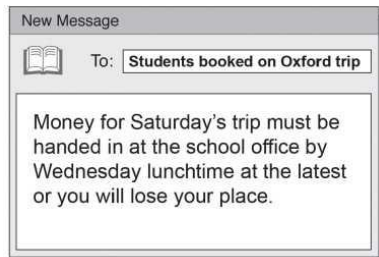 New Message
To: Students booked on Oxford trip
Money for Saturday's trip must be
handed in at the school office by
Wednesday lunchtime at the latest
or you will lose your place.